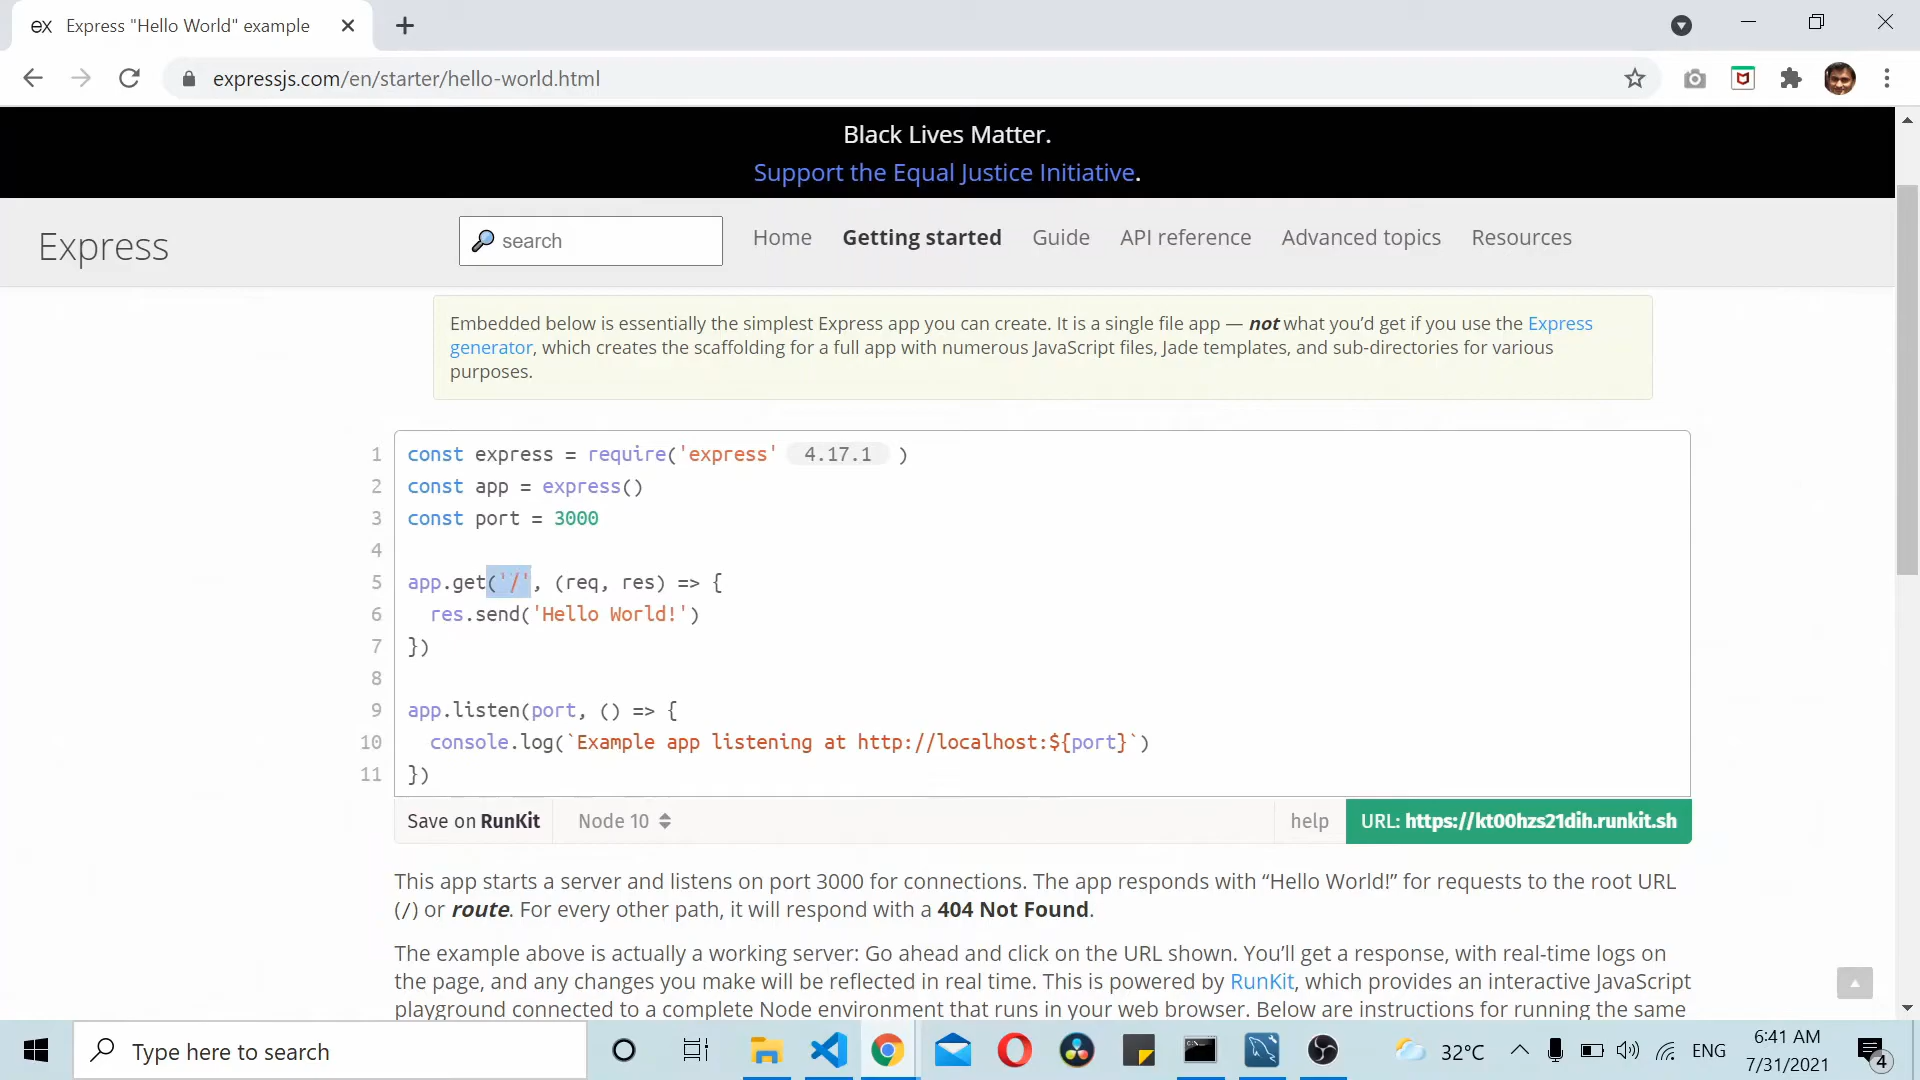 ex Express "Hello World" example
expressjs.com/en/starter/hello-world.html
Black Lives Matter.
Support the Equal Justice Initiative.
Express
search
Home Getting started Guide API reference Advanced topics Resources
Embedded below is essentially the simplest Express app you can create. It is a single file app — not what you’d get if you use the Express
generator, which creates the scaffolding for a full app with numerous JavaScript files, Jade templates, and sub-directories for various
purposes.
1 const express = require('express' 4.17.1 )
2 const app = express()
3 const port = 3000
4
5 app.get('/', (req, res) => {
6 res.send('Hello World!')
7 })
8
9 app.listen(port, () => {
10 console.log(`Example app listening at http://localhost:${port}`)
11 })
Save on RunKit Node 10 help URL: https://kt00hzs21dih.runkit.sh
This app starts a server and listens on port 3000 for connections. The app responds with “Hello World!” for requests to the root URL
(/) or route. For every other path, it will respond with a 404 Not Found.
The example above is actually a working server: Go ahead and click on the URL shown. You’ll get a response, with real-time logs on
the page, and any changes you make will be reflected in real time. This is powered by RunKit, which provides an interactive JavaScript
playground connected to a complete Node environment that runs in your web browser. Below are instructions for running the same
Type here to search
32°C
ENG
6:41 AM
7/31/2021
4